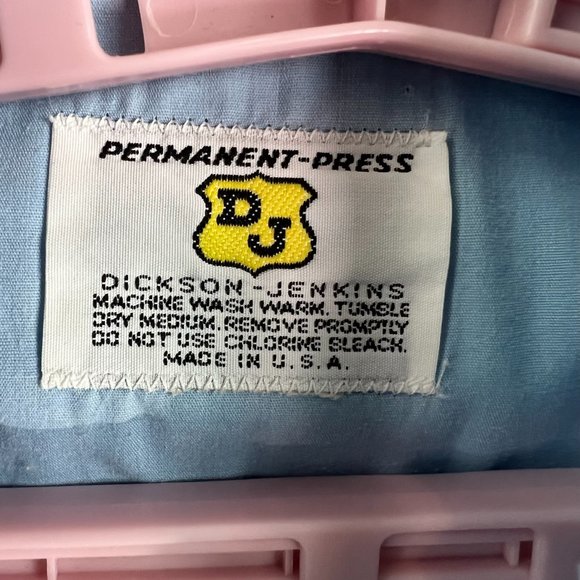 PERMANENT-PRESS
DJ
DICKSON-JENKINS
MACHINE WASH WARM. TUMBLE
DRY MEDIUM. REMOVE PROMPTLY
DO NOT USE CHLORINE BLEACH.
MADE IN U.S.A.